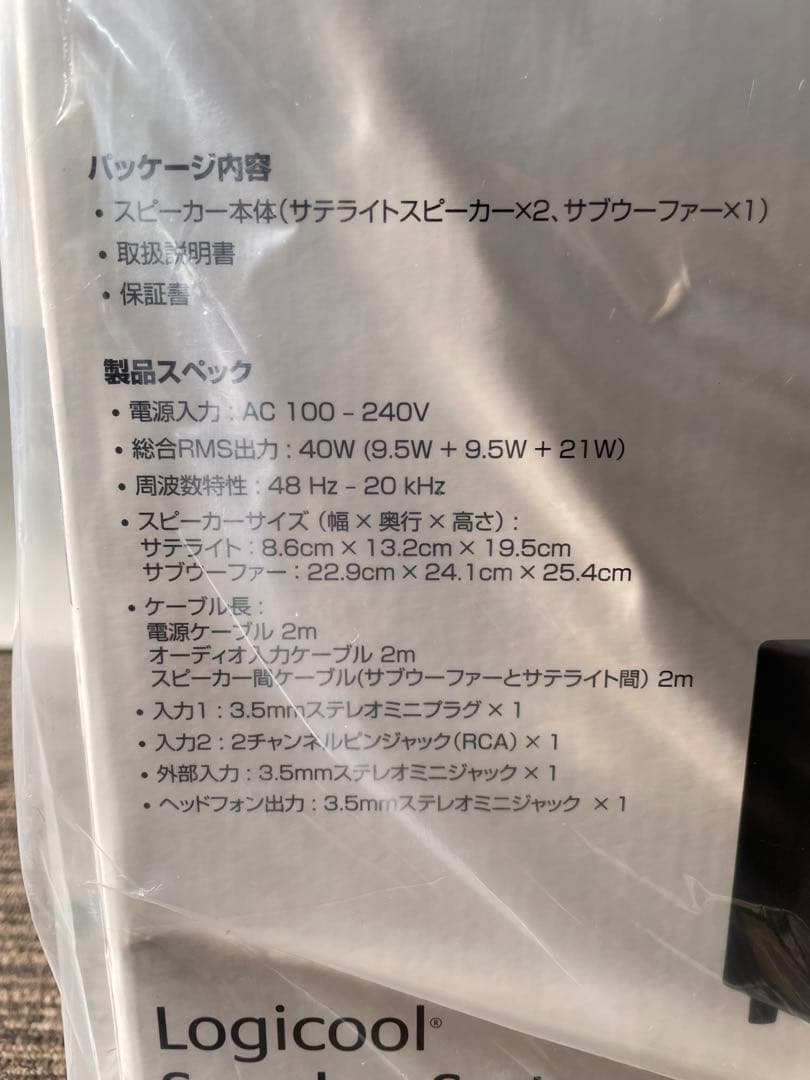 パッケージ内容
• スピーカー本体(サテライトスピーカー×2、サブウーファー×1)
• 取扱説明書
• 保証書
製品スペック
• 電源入力 : AC 100 – 240V
• 総合RMS出力 : 40W (9.5W + 9.5W + 21W)
• 周波数特性 : 48 Hz – 20 kHz
• スピーカーサイズ (幅 × 奥行 × 高さ) :
サテライト : 8.6cm × 13.2cm × 19.5cm
サブウーファー : 22.9cm × 24.1cm × 25.4cm
• ケーブル長 :
電源ケーブル 2m
オーディオ入力ケーブル 2m
スピーカー間ケーブル(サブウーファーとサテライト間) 2m
• 入力1 : 3.5mmステレオミニプラグ × 1
• 入力2 : 2チャンネルピンジャック(RCA) × 1
• 外部入力 : 3.5mmステレオミニジャック × 1
• ヘッドフォン出力 : 3.5mmステレオミニジャック × 1
Logicool®